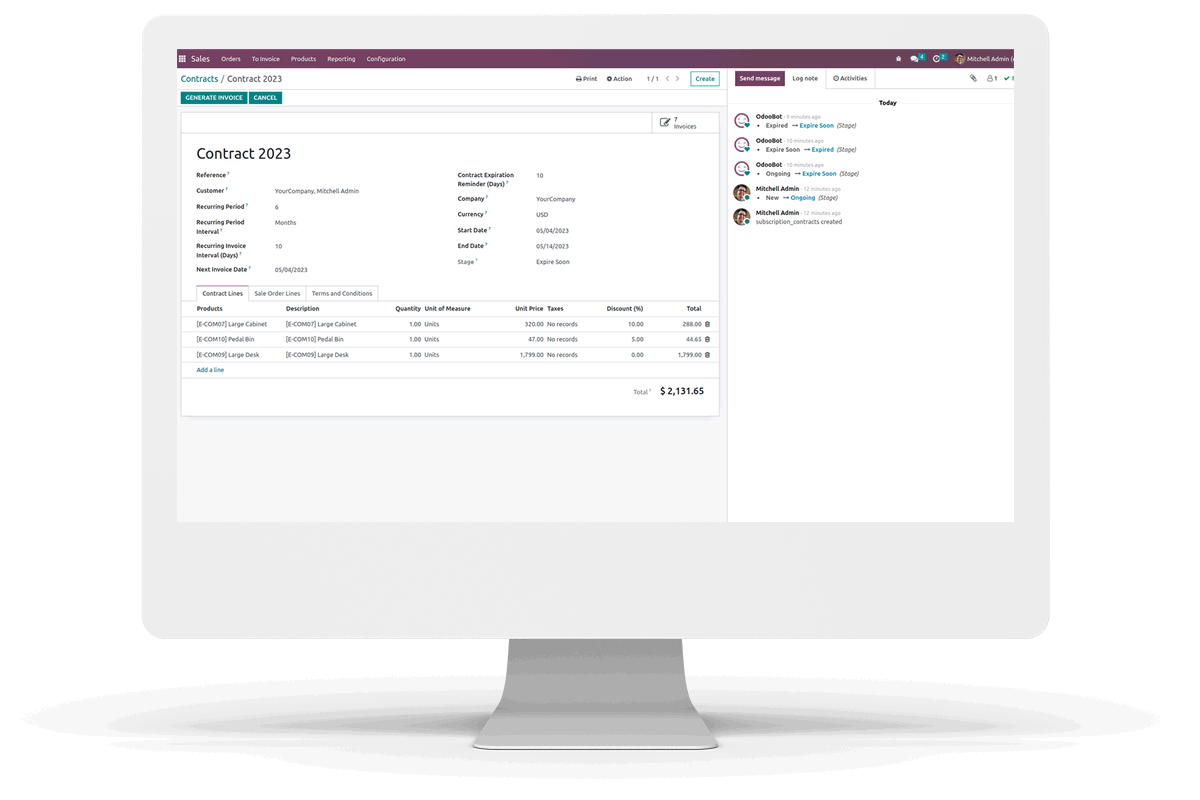 Sales Orders To Invoice Products Reporting Configuration 4 2 Mitchell Admin (
Contracts / Contract 2023 Print Action 1 / 1 Create
Send message Log note Activities 1
GENERATE INVOICE CANCEL
7
Invoices
Contract 2023
Reference ?
Customer ? YourCompany, Mitchell Admin
Recurring Period ? 6
Recurring Period
Interval ? Months
Recurring Invoice
Interval (Days) ? 10
Next Invoice Date ? 05/04/2023
Contract Expiration
Reminder (Days) ? 10
Company ? YourCompany
Currency ? USD
Start Date ? 05/04/2023
End Date ? 05/14/2023
Stage ? Expire Soon
Contract Lines Sale Order Lines Terms and Conditions
Products Description Quantity Unit of Measure Unit Price Taxes Discount (%) Total
[E-COM07] Large Cabinet [E-COM07] Large Cabinet 1.00 Units 320.00 No records 10.00 288.00
[E-COM10] Pedal Bin [E-COM10] Pedal Bin 1.00 Units 47.00 No records 5.00 44.65
[E-COM09] Large Desk [E-COM09] Large Desk 1.00 Units 1,799.00 No records 0.00 1,799.00
Add a line
Total ? $ 2,131.65
Today
OdooBot - 9 minutes ago
• Expired → Expire Soon (Stage)
OdooBot - 10 minutes ago
• Expire Soon → Expired (Stage)
OdooBot - 10 minutes ago
• Ongoing → Expire Soon (Stage)
Mitchell Admin - 12 minutes ago
• New → Ongoing (Stage)
Mitchell Admin - 12 minutes ago
subscription_contracts created